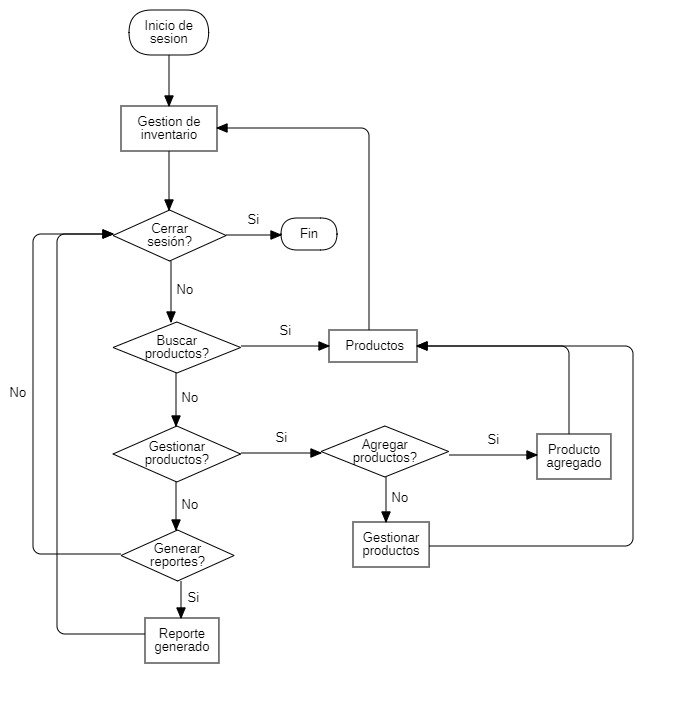 Inicio de
sesion
Gestion de
inventario
Cerrar
sesión?
Si
Fin
No
Buscar
productos?
Si
Productos
No
No
Gestionar
productos?
Si
Agregar
productos?
Si
Producto
agregado
No
No
Gestionar
productos
Generar
reportes?
Si
Reporte
generado